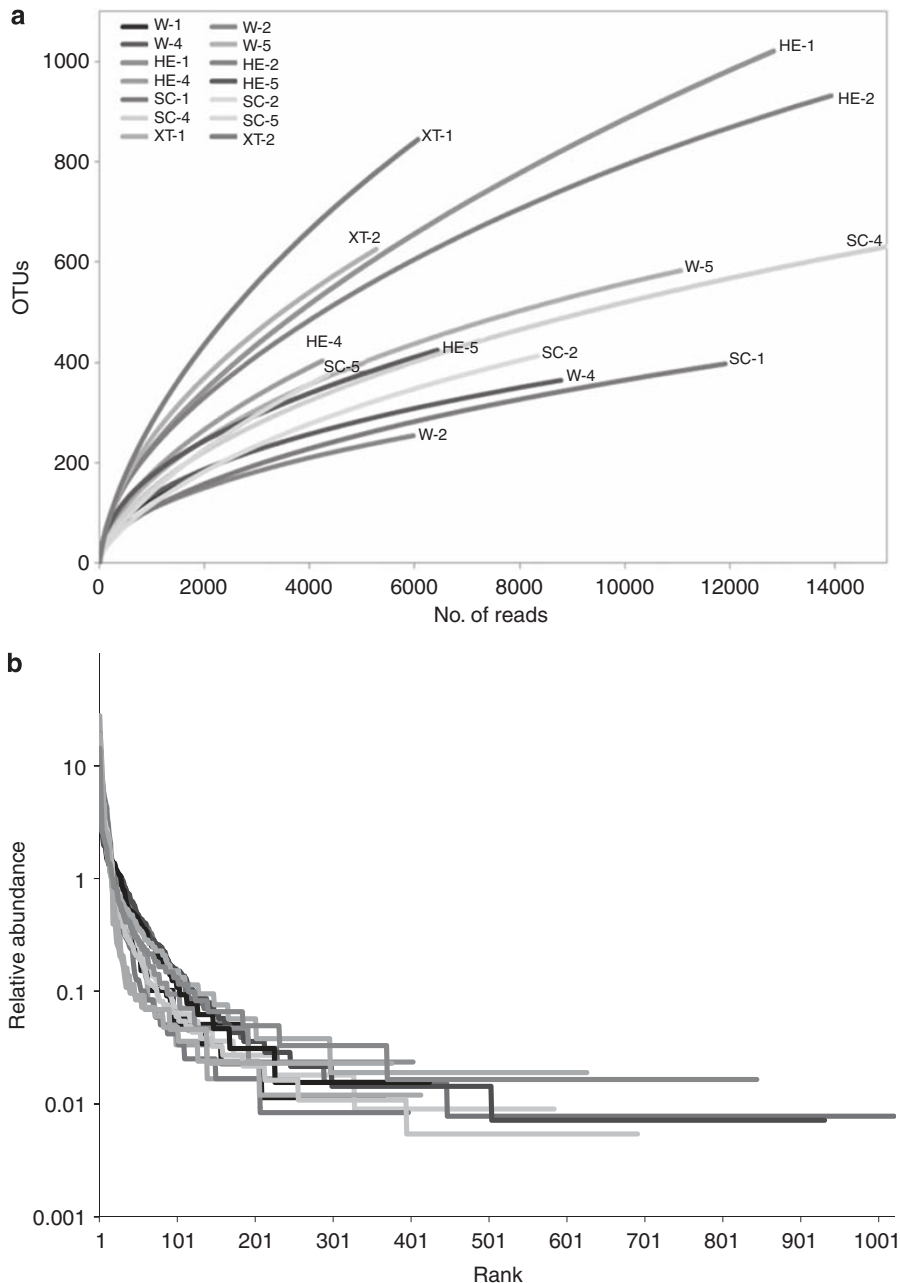 a
W-1 W-2
W-4 W-5
HE-1 HE-2
HE-4 HE-5
SC-1 SC-2
SC-4 SC-5
XT-1 XT-2
1000
800
600
400
200
0
OTUs
HE-1
HE-2
XT-1
XT-2
SC-4
W-5
HE-4
HE-5
SC-5
SC-2
SC-1
W-4
W-2
0 2000 4000 6000 8000 10000 12000 14000
No. of reads
b
10
1
0.1
0.01
0.001
Relative abundance
1 101 201 301 401 501 601 701 801 901 1001
Rank